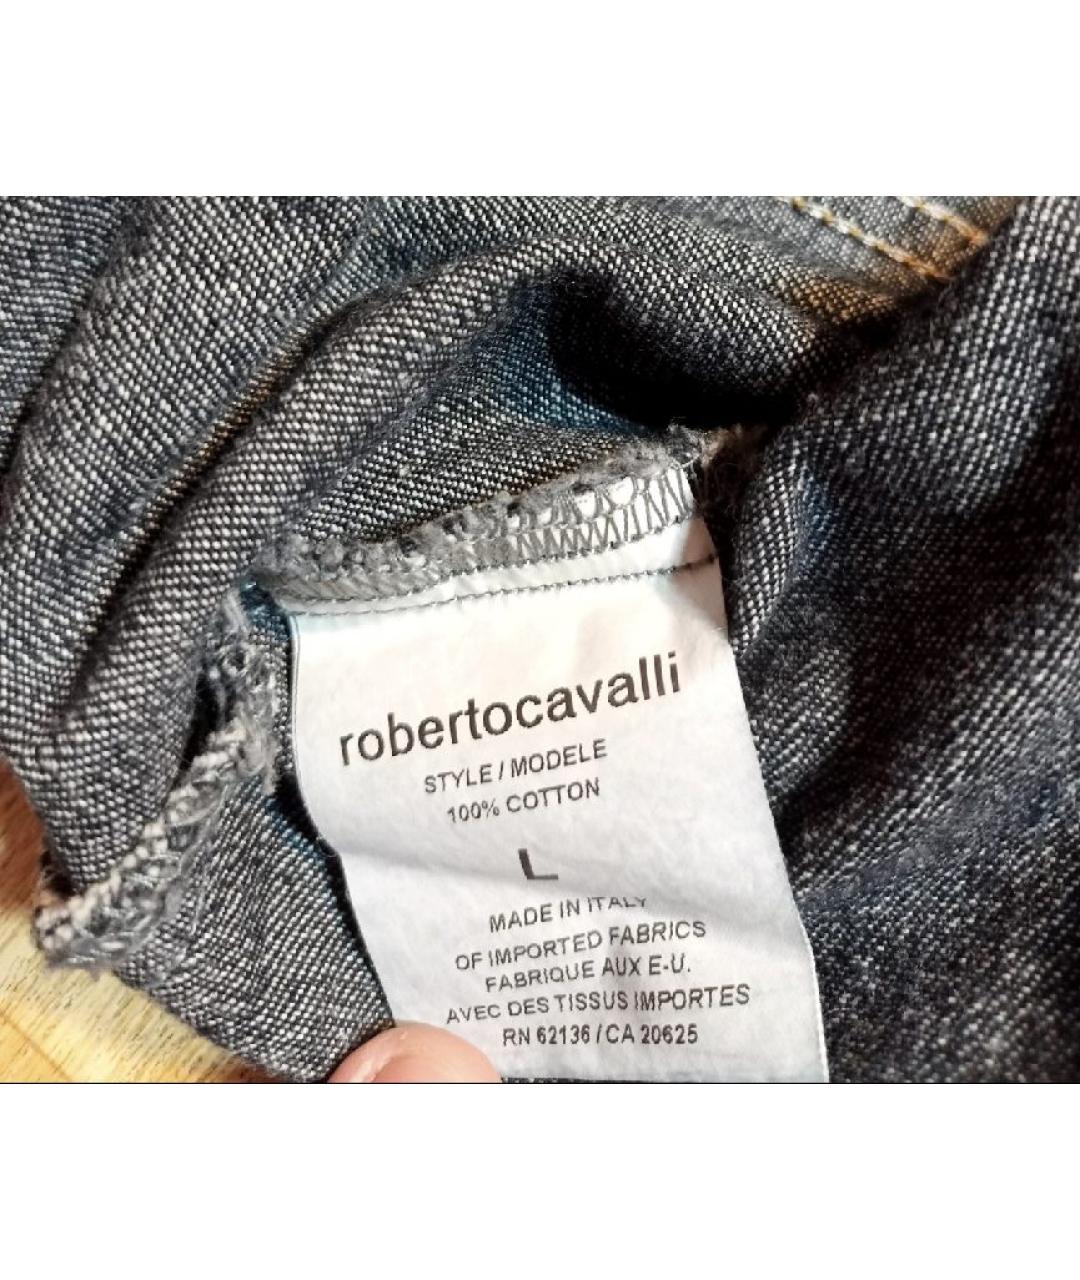 robertocavalli
STYLE / MODELE
100% COTTON
L
MADE IN ITALY
OF IMPORTED FABRICS
FABRIQUE AUX E-U.
AVEC DES TISSUS IMPORTES
RN 62136 / CA 20625